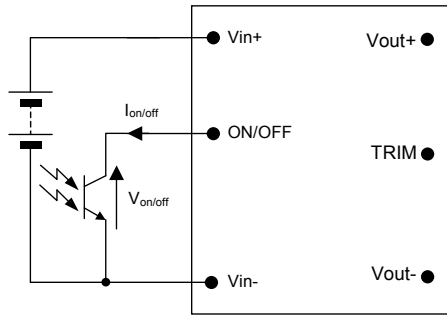 Vin+
Vout+
Ion/off
ON/OFF
TRIM
Von/off
Vin-
Vout-